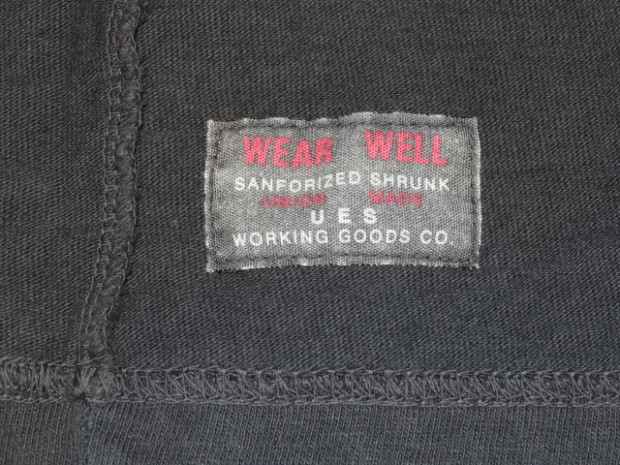 WEAR WELL
SANFORIZED SHRUNK
UNION MADE
UES
WORKING GOODS CO.